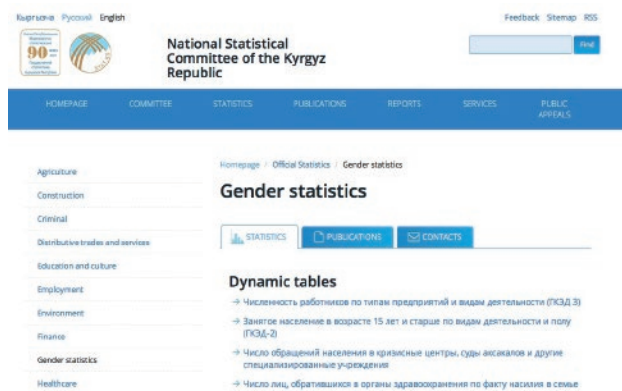 Кыргызча Русский English
Feedback Sitemap RSS
90
National Statistical
Committee of the Kyrgyz
Republic
Find
HOMEPAGE COMMITTEE STATISTICS PUBLICATIONS REPORTS SERVICES PUBLIC
APPEALS
Homepage / Official Statistics / Gender statistics
Gender statistics
Agriculture
Construction
Criminal
Distributive trades and services
Education and culture
Employment
Environment
Finance
Gender statistics
Healthcare
STATISTICS PUBLICATIONS CONTACTS
Dynamic tables
→ Численность работников по типам предприятий и видам деятельности (ГКЭД 3)
→ Занятое население в возрасте 15 лет и старше по видам деятельности и полу
(ГКЭД-2)
→ Число обращений населения в кризисные центры, суды аксакалов и другие
специализированные учреждения
→ Число лиц, обратившихся в органы здравоохранения по факту насилия в семье